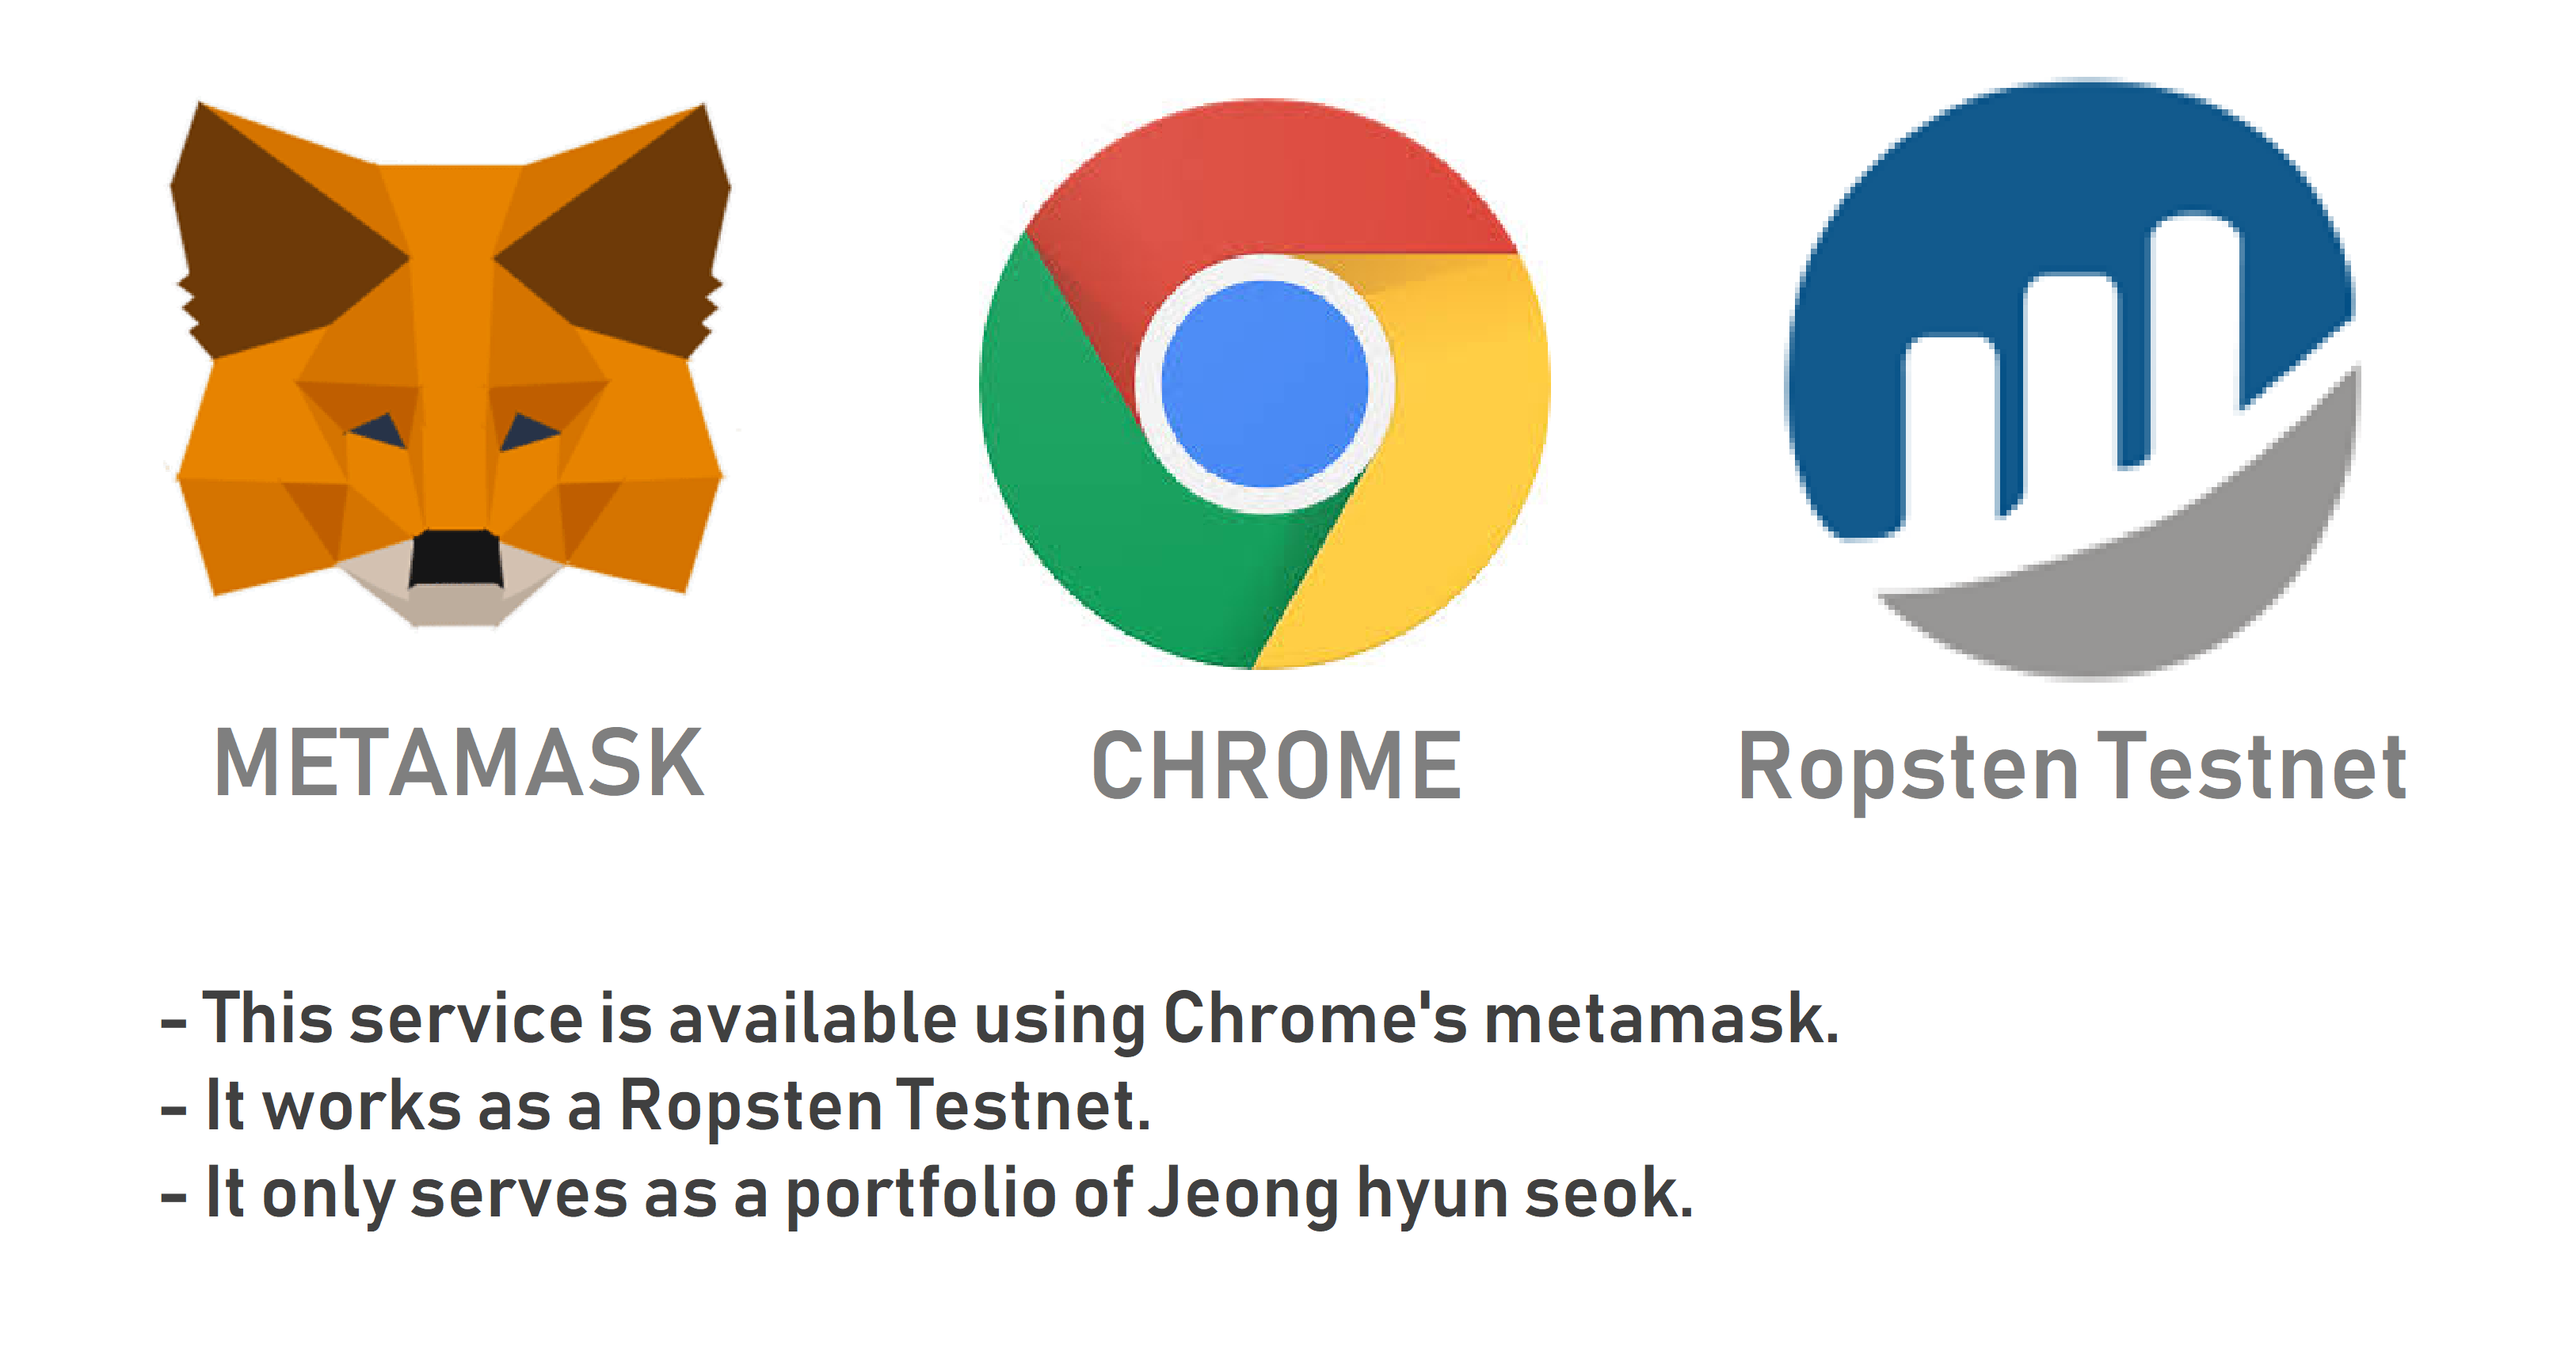 METAMASK
CHROME
Ropsten Testnet
- This service is available using Chrome's metamask.
- It works as a Ropsten Testnet.
- It only serves as a portfolio of Jeong hyun seok.